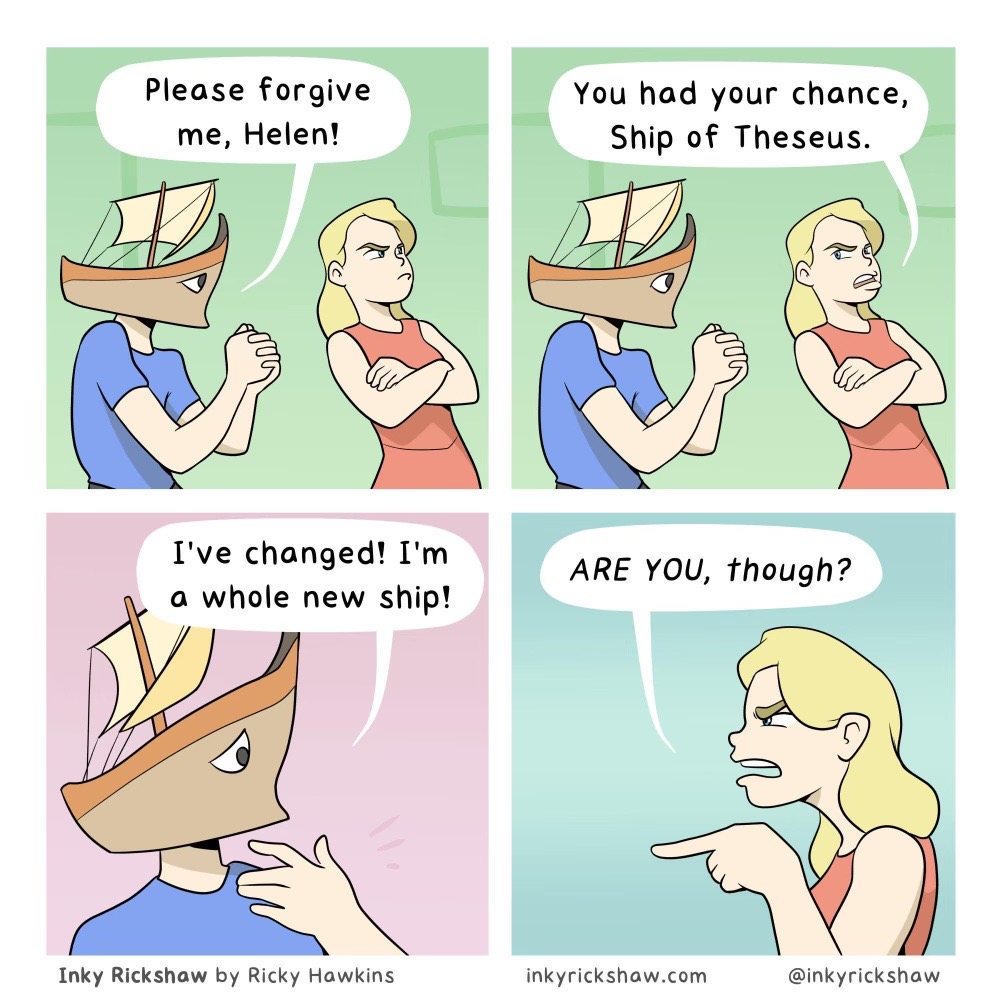 Please forgive
me, Helen!
You had your chance,
Ship of Theseus.
I've changed! I'm
a whole new ship!
ARE YOU, though?
Inky Rickshaw by Ricky Hawkins
inkyrickshaw.com
@inkyrickshaw